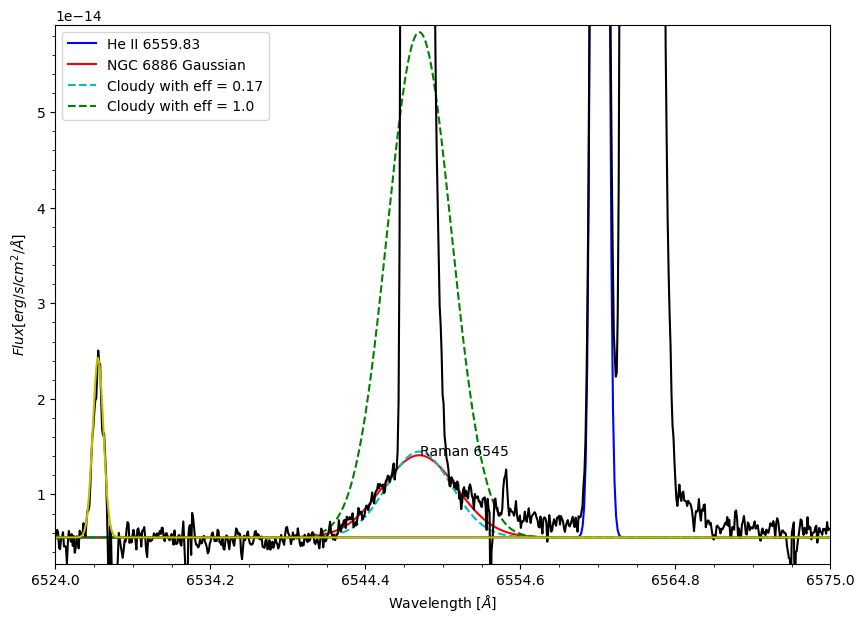 1e−14
He II 6559.83
NGC 6886 Gaussian
Cloudy with eff = 0.17
Cloudy with eff = 1.0
5
4
3
2
1
Flux[erg/s/cm²/Å]
Raman 6545
6524.0 6534.2 6544.4 6554.6 6564.8 6575.0
Wavelength [Å]